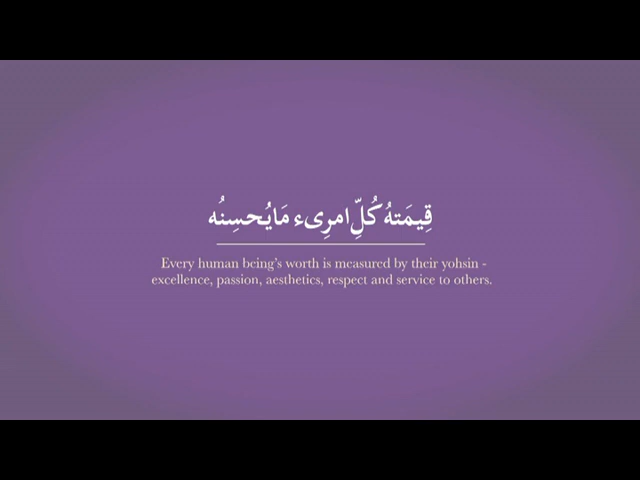 قِيمَتهُ كُلِّ امرِىء مَايُحسِنُه
Every human being's worth is measured by their yohsin -
excellence, passion, aesthetics, respect and service to others.